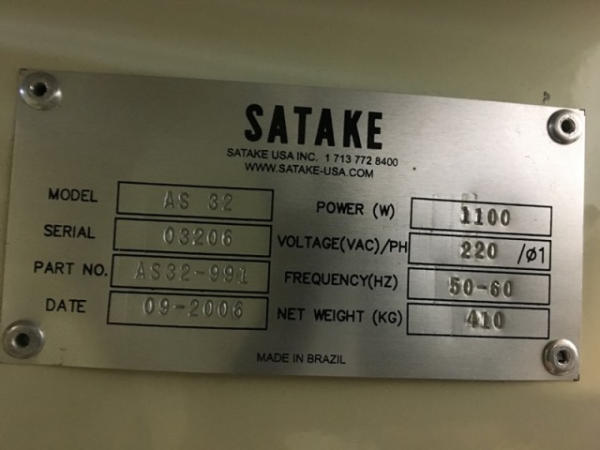 SATAKE
SATAKE USA INC. 1 713 772 8400
WWW.SATAKE-USA.COM
MODEL AS 32
SERIAL 03206
PART NO. AS32-991
DATE 09-2006
POWER (W) 1100
VOLTAGE(VAC)/PH 220 /ø1
FREQUENCY(HZ) 50-60
NET WEIGHT (KG) 410
MADE IN BRAZIL